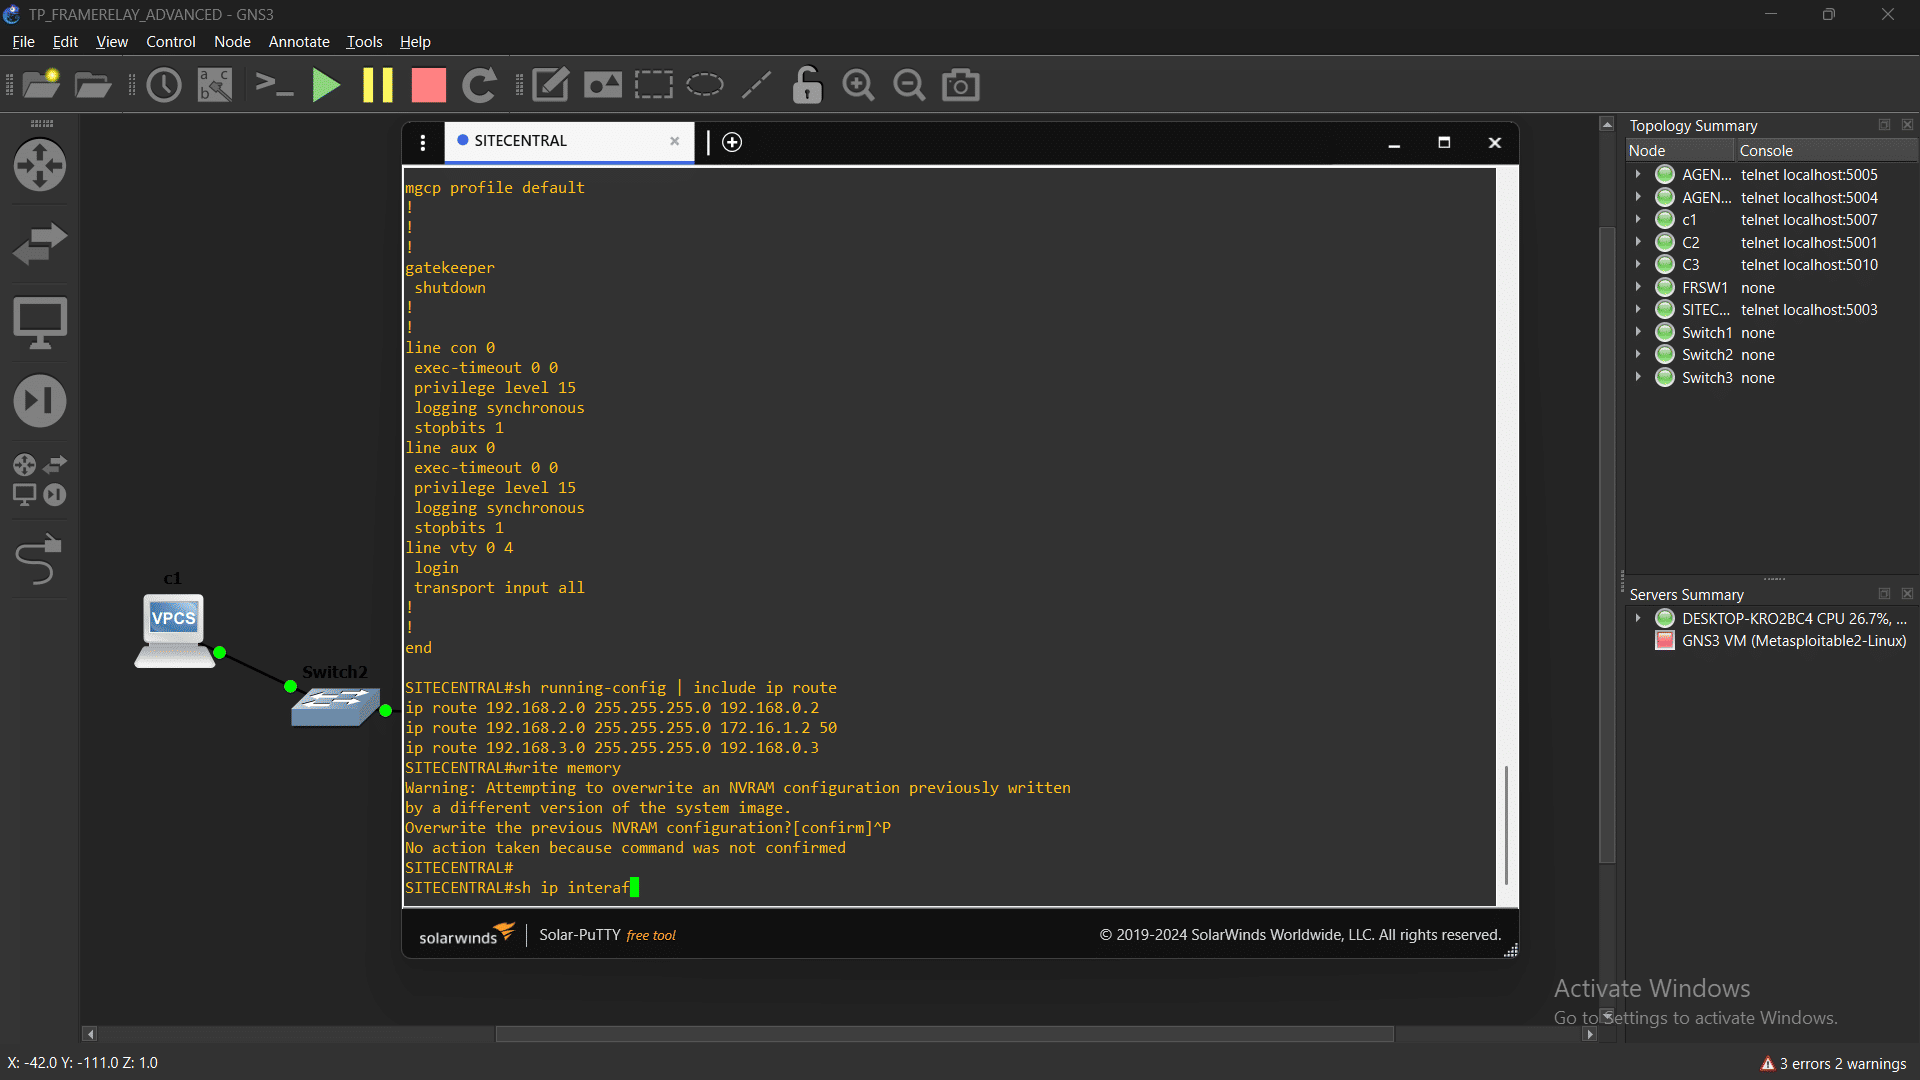 TP_FRAMERELAY_ADVANCED - GNS3
File Edit View Control Node Annotate Tools Help
SITECENTRAL
mgcp profile default
!
!
!
gatekeeper
shutdown
!
!
line con 0
exec-timeout 0 0
privilege level 15
logging synchronous
stopbits 1
line aux 0
exec-timeout 0 0
privilege level 15
logging synchronous
stopbits 1
line vty 0 4
login
transport input all
!
!
end
SITECENTRAL#sh running-config | include ip route
ip route 192.168.2.0 255.255.255.0 192.168.0.2
ip route 192.168.2.0 255.255.255.0 172.16.1.2 50
ip route 192.168.3.0 255.255.255.0 192.168.0.3
SITECENTRAL#write memory
Warning: Attempting to overwrite an NVRAM configuration previously written
by a different version of the system image.
Overwrite the previous NVRAM configuration?[confirm]^P
No action taken because command was not confirmed
SITECENTRAL#
SITECENTRAL#sh ip interaf
solarwinds
Solar-PuTTY free tool
© 2019-2024 SolarWinds Worldwide, LLC. All rights reserved.
c1
VPCS
Switch2
Topology Summary
Node Console
AGEN... telnet localhost:5005
AGEN... telnet localhost:5004
c1 telnet localhost:5007
C2 telnet localhost:5001
C3 telnet localhost:5010
FRSW1 none
SITEC... telnet localhost:5003
Switch1 none
Switch2 none
Switch3 none
Servers Summary
DESKTOP-KRO2BC4 CPU 26.7%, ...
GNS3 VM (Metasploitable2-Linux)
Activate Windows
Go to Settings to activate Windows.
X: -42.0 Y: -111.0 Z: 1.0
3 errors 2 warnings